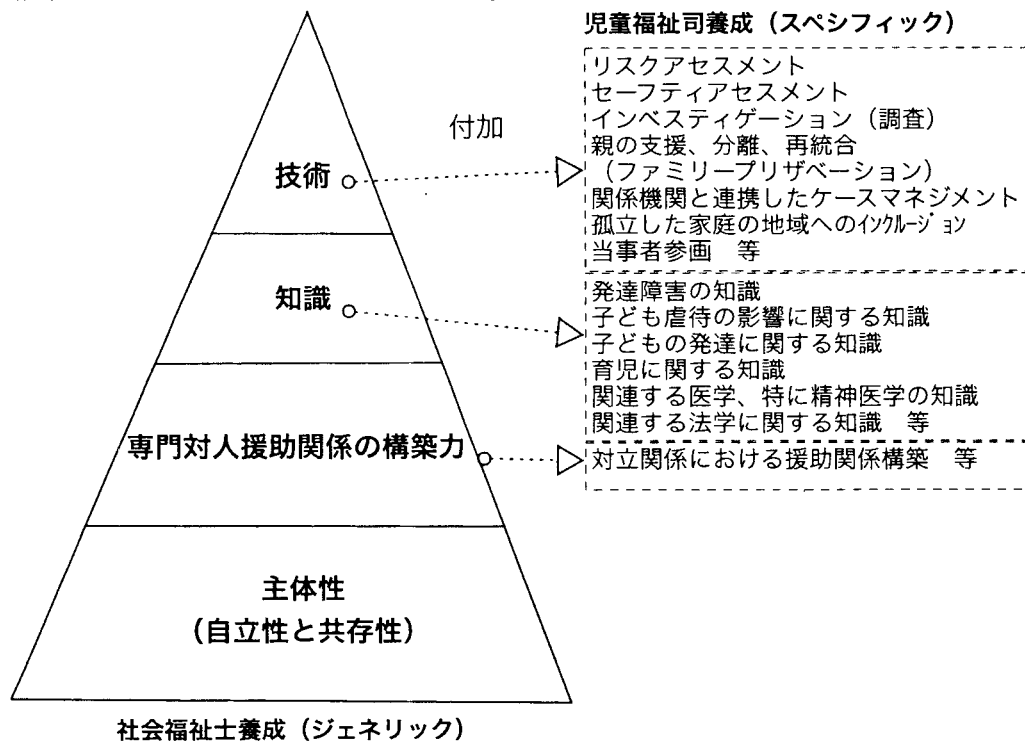 児童福祉司養成（スペシフィック）
リスクアセスメント
セーフティアセスメント
インベスティゲーション（調査）
親の支援、分離、再統合
（ファミリープリザベーション）
関係機関と連携したケースマネジメント
孤立した家庭の地域へのインクルージョン
当事者参画　等
付加
技術
発達障害の知識
子ども虐待の影響に関する知識
子どもの発達に関する知識
育児に関する知識
関連する医学、特に精神医学の知識
関連する法学に関する知識　等
知識
対立関係における援助関係構築　等
専門対人援助関係の構築力
主体性
（自立性と共存性）
社会福祉士養成（ジェネリック）